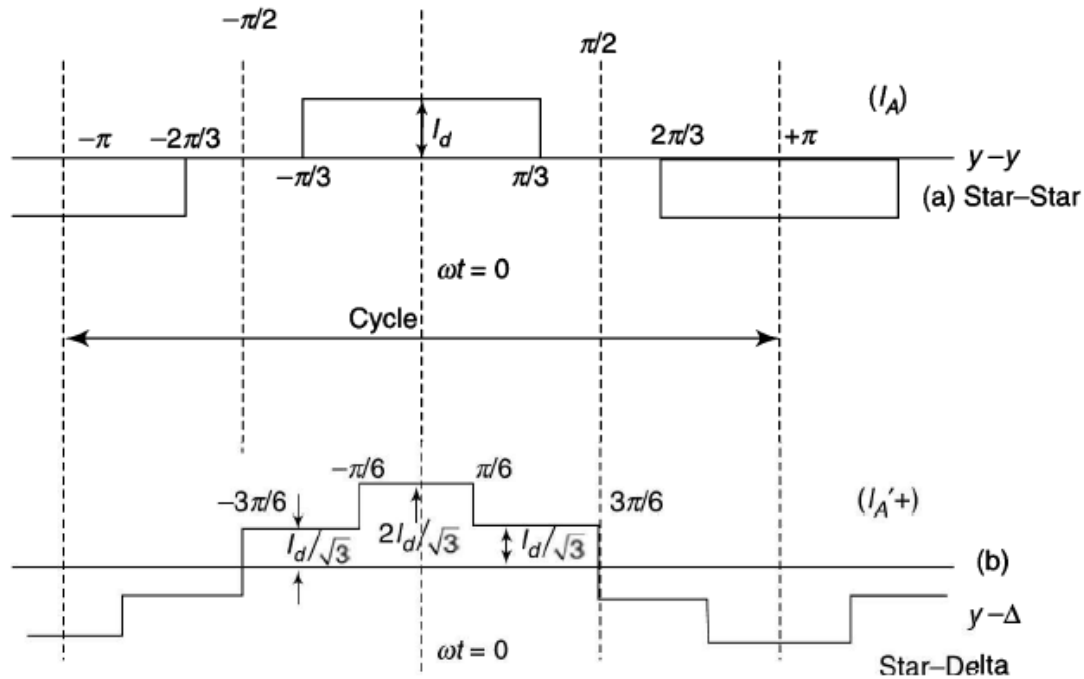 −π/2
π/2
(I_A)
I_d
−π −2π/3 2π/3 +π
−π/3 π/3
y – y
(a) Star–Star
ωt = 0
Cycle
−π/6 π/6
−3π/6 3π/6 (I_A′+)
I_d/√3 2I_d/√3 I_d/√3
(b)
y – Δ
ωt = 0
Star–Delta